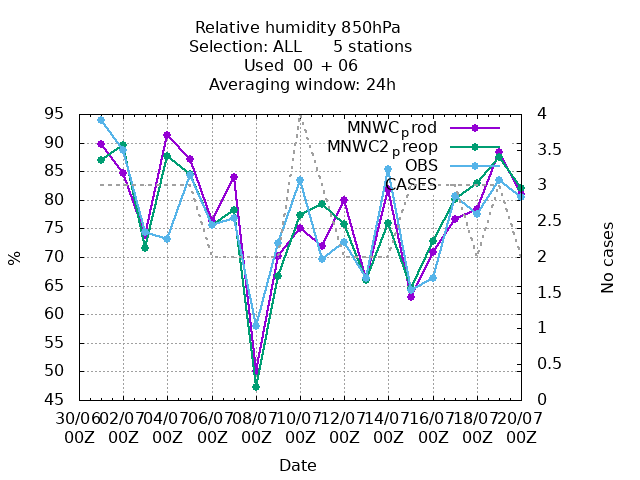 Relative humidity 850hPa
Selection: ALL 5 stations
Used 00 + 06
Averaging window: 24h
95 90 85 80 75 70 65 60 55 50 45
%
4 3.5 3 2.5 2 1.5 1 0.5 0
No cases
MNWC_prod
MNWC2_preop
OBS
CASES
30/06 02/07 04/07 06/07 08/07 10/07 12/07 14/07 16/07 18/07 20/07
00Z 00Z 00Z 00Z 00Z 00Z 00Z 00Z 00Z 00Z 00Z
Date